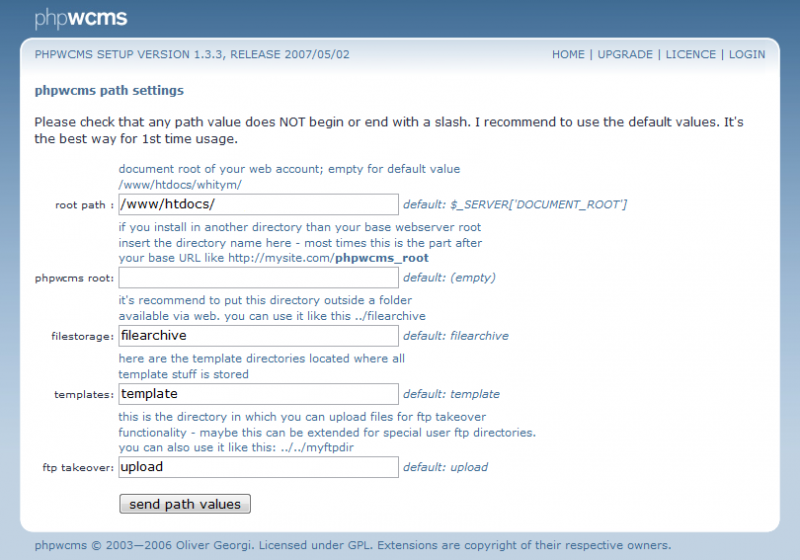 phpwcms
PHPWCMS SETUP VERSION 1.3.3, RELEASE 2007/05/02 HOME | UPGRADE | LICENCE | LOGIN
phpwcms path settings
Please check that any path value does NOT begin or end with a slash. I recommend to use the default values. It's
the best way for 1st time usage.
document root of your web account; empty for default value
/www/htdocs/whitym/
root path : /www/htdocs/ default: $_SERVER['DOCUMENT_ROOT']
if you install in another directory than your base webserver root
insert the directory name here - most times this is the part after
your base URL like http://mysite.com/phpwcms_root
phpwcms root: default: (empty)
it's recommend to put this directory outside a folder
available via web. you can use it like this ../filearchive
filestorage: filearchive default: filearchive
here are the template directories located where all
template stuff is stored
templates: template default: template
this is the directory in which you can upload files for ftp takeover
functionality - maybe this can be extended for special user ftp directories.
you can also use it like this: ../../myftpdir
ftp takeover: upload default: upload
send path values
phpwcms © 2003—2006 Oliver Georgi. Licensed under GPL. Extensions are copyright of their respective owners.